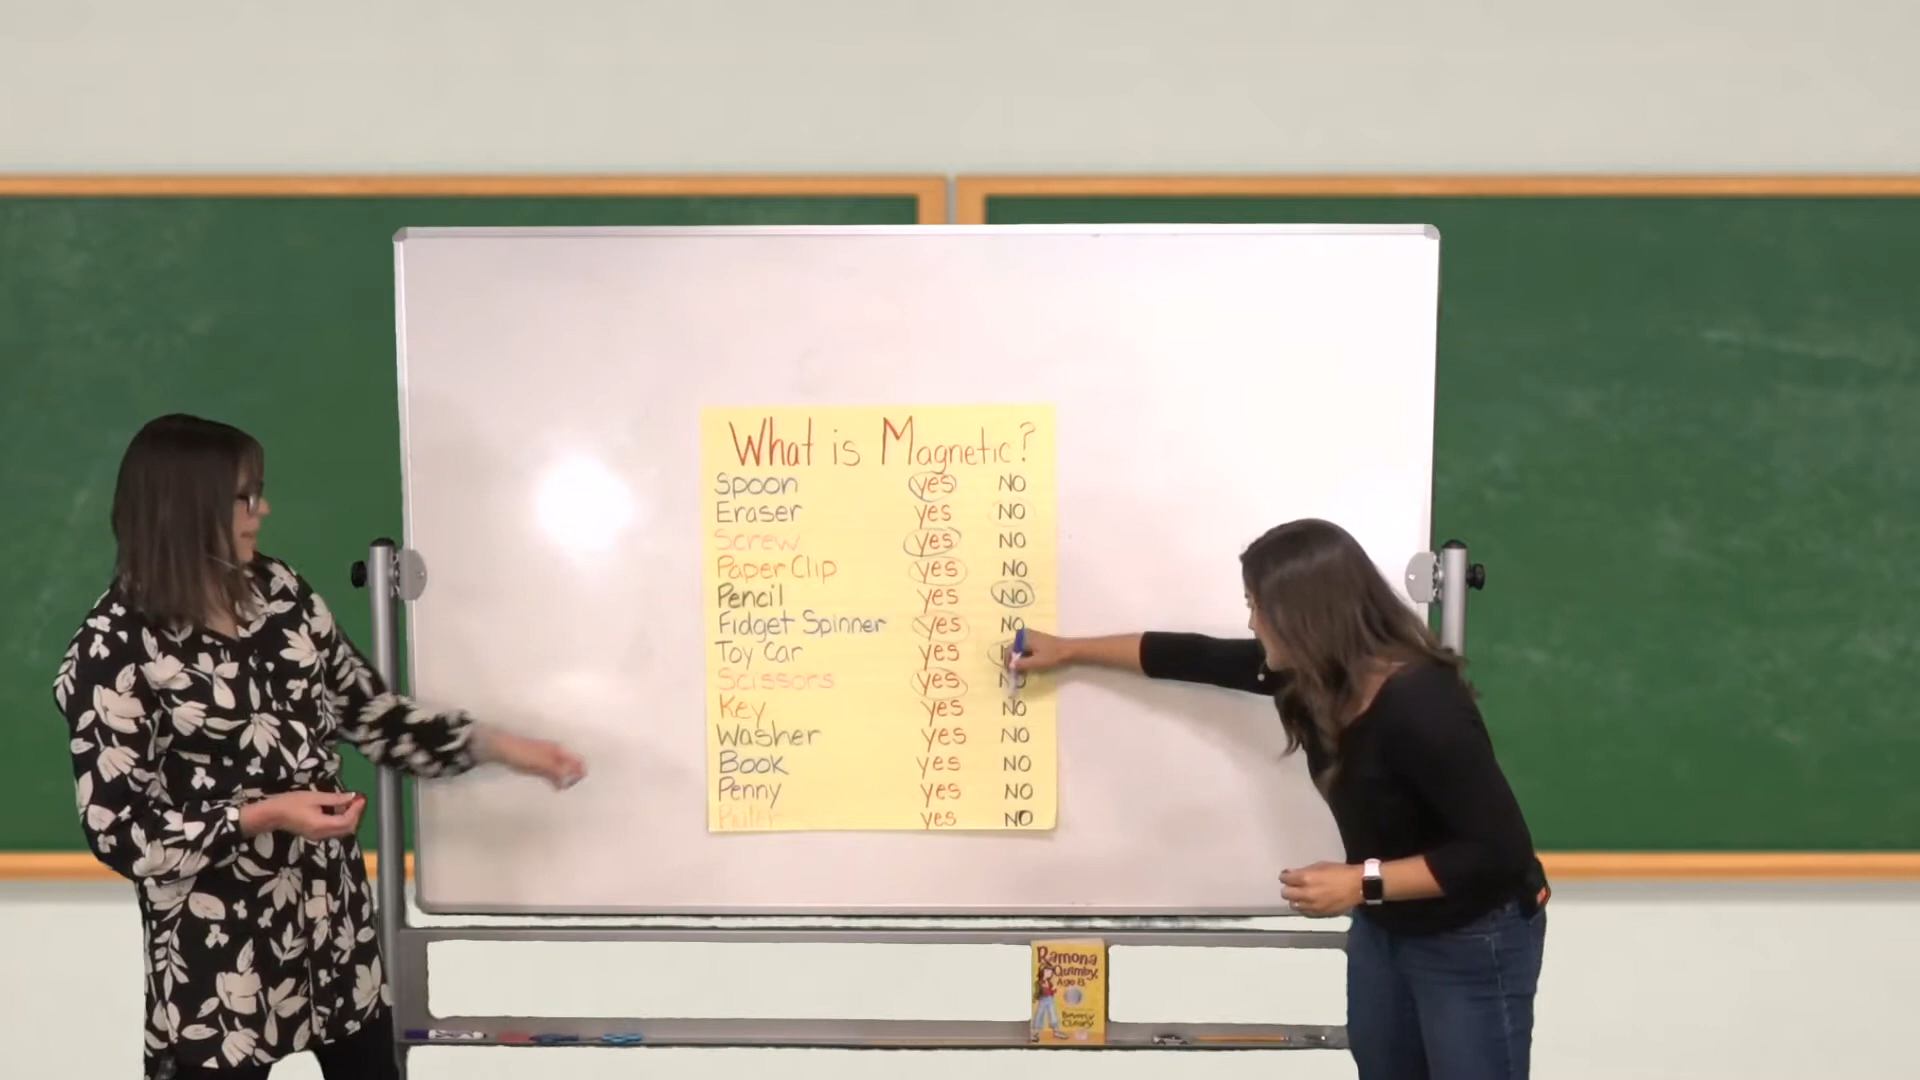 What is Magnetic?
Spoon yes NO
Eraser yes NO
Screw yes NO
Paper Clip yes NO
Pencil yes NO
Fidget Spinner yes NO
Toy Car yes
Scissors yes NO
Key yes NO
Washer yes NO
Book yes NO
Penny yes NO
Ruler yes NO
Ramona
Quimby,
Age 8
Beverly
Cleary